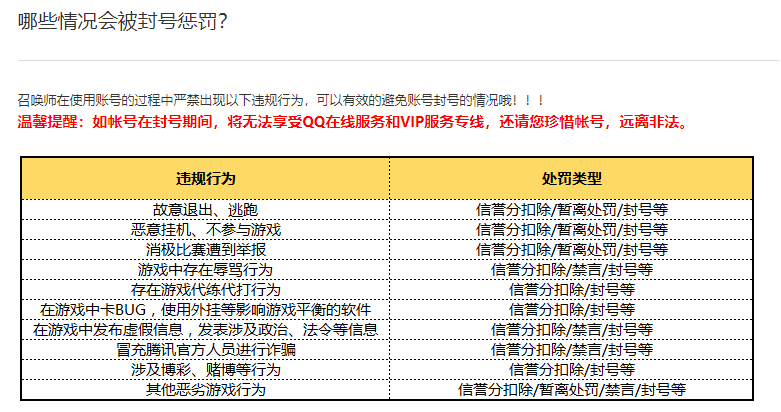 哪些情况会被封号惩罚？
召唤师在使用账号的过程中严禁出现以下违规行为，可以有效的避免账号封号的情况哦！！！
温馨提醒：如帐号在封号期间，将无法享受QQ在线服务和VIP服务专线，还请您珍惜帐号，远离非法。
违规行为 处罚类型
故意退出、逃跑 信誉分扣除/暂离处罚/封号等
恶意挂机、不参与游戏 信誉分扣除/暂离处罚/封号等
消极比赛遭到举报 信誉分扣除/暂离处罚/封号等
游戏中存在辱骂行为 信誉分扣除/禁言/封号等
存在游戏代练代打行为 信誉分扣除/封号等
在游戏中卡BUG，使用外挂等影响游戏平衡的软件 信誉分扣除/封号等
在游戏中发布虚假信息，发表涉及政治、法令等信息 信誉分扣除/禁言/封号等
冒充腾讯官方人员进行诈骗 信誉分扣除/禁言/封号等
涉及博彩、赌博等行为 信誉分扣除/封号等
其他恶劣游戏行为 信誉分扣除/暂离处罚/禁言/封号等